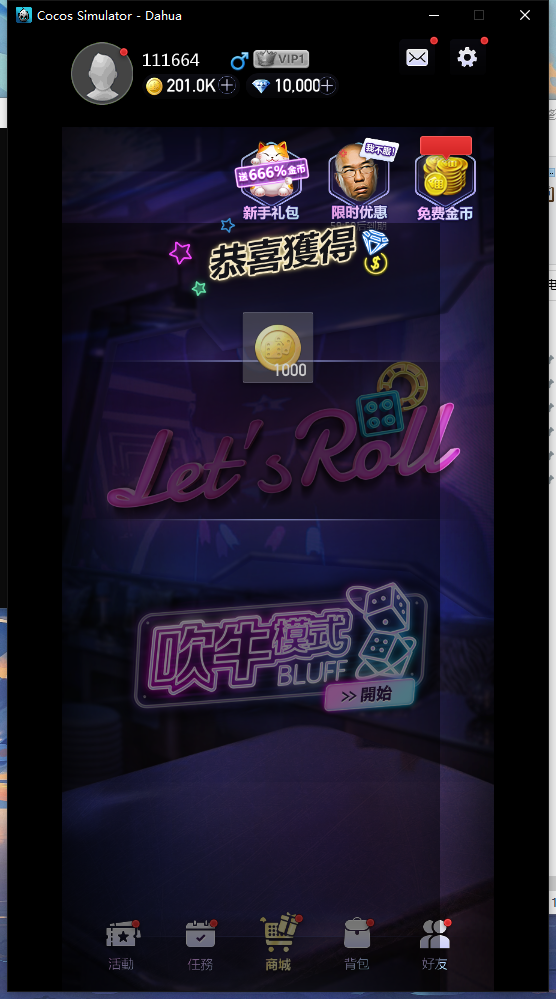 Cocos Simulator - Dahua
111664
VIP1
201.0K
10,000
送666%金币
我不服!
新手礼包
限时优惠
免费金币
恭喜獲得
1000
Let's Roll
吹牛模式
BLUFF
>> 開始
活動
任務
商城
背包
好友